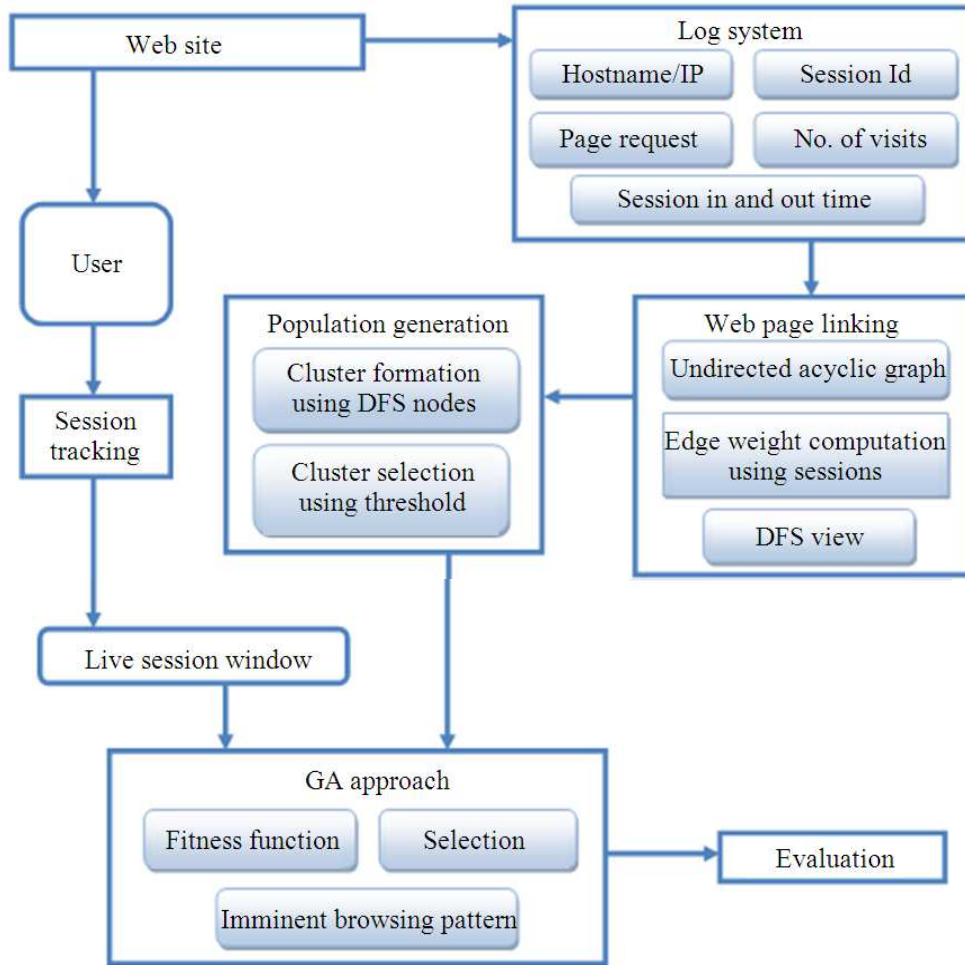 Web site
Log system
Hostname/IP
Session Id
Page request
No. of visits
Session in and out time
User
Population generation
Cluster formation
using DFS nodes
Cluster selection
using threshold
Web page linking
Undirected acyclic graph
Edge weight computation
using sessions
DFS view
Session
tracking
Live session window
GA approach
Fitness function
Selection
Imminent browsing pattern
Evaluation